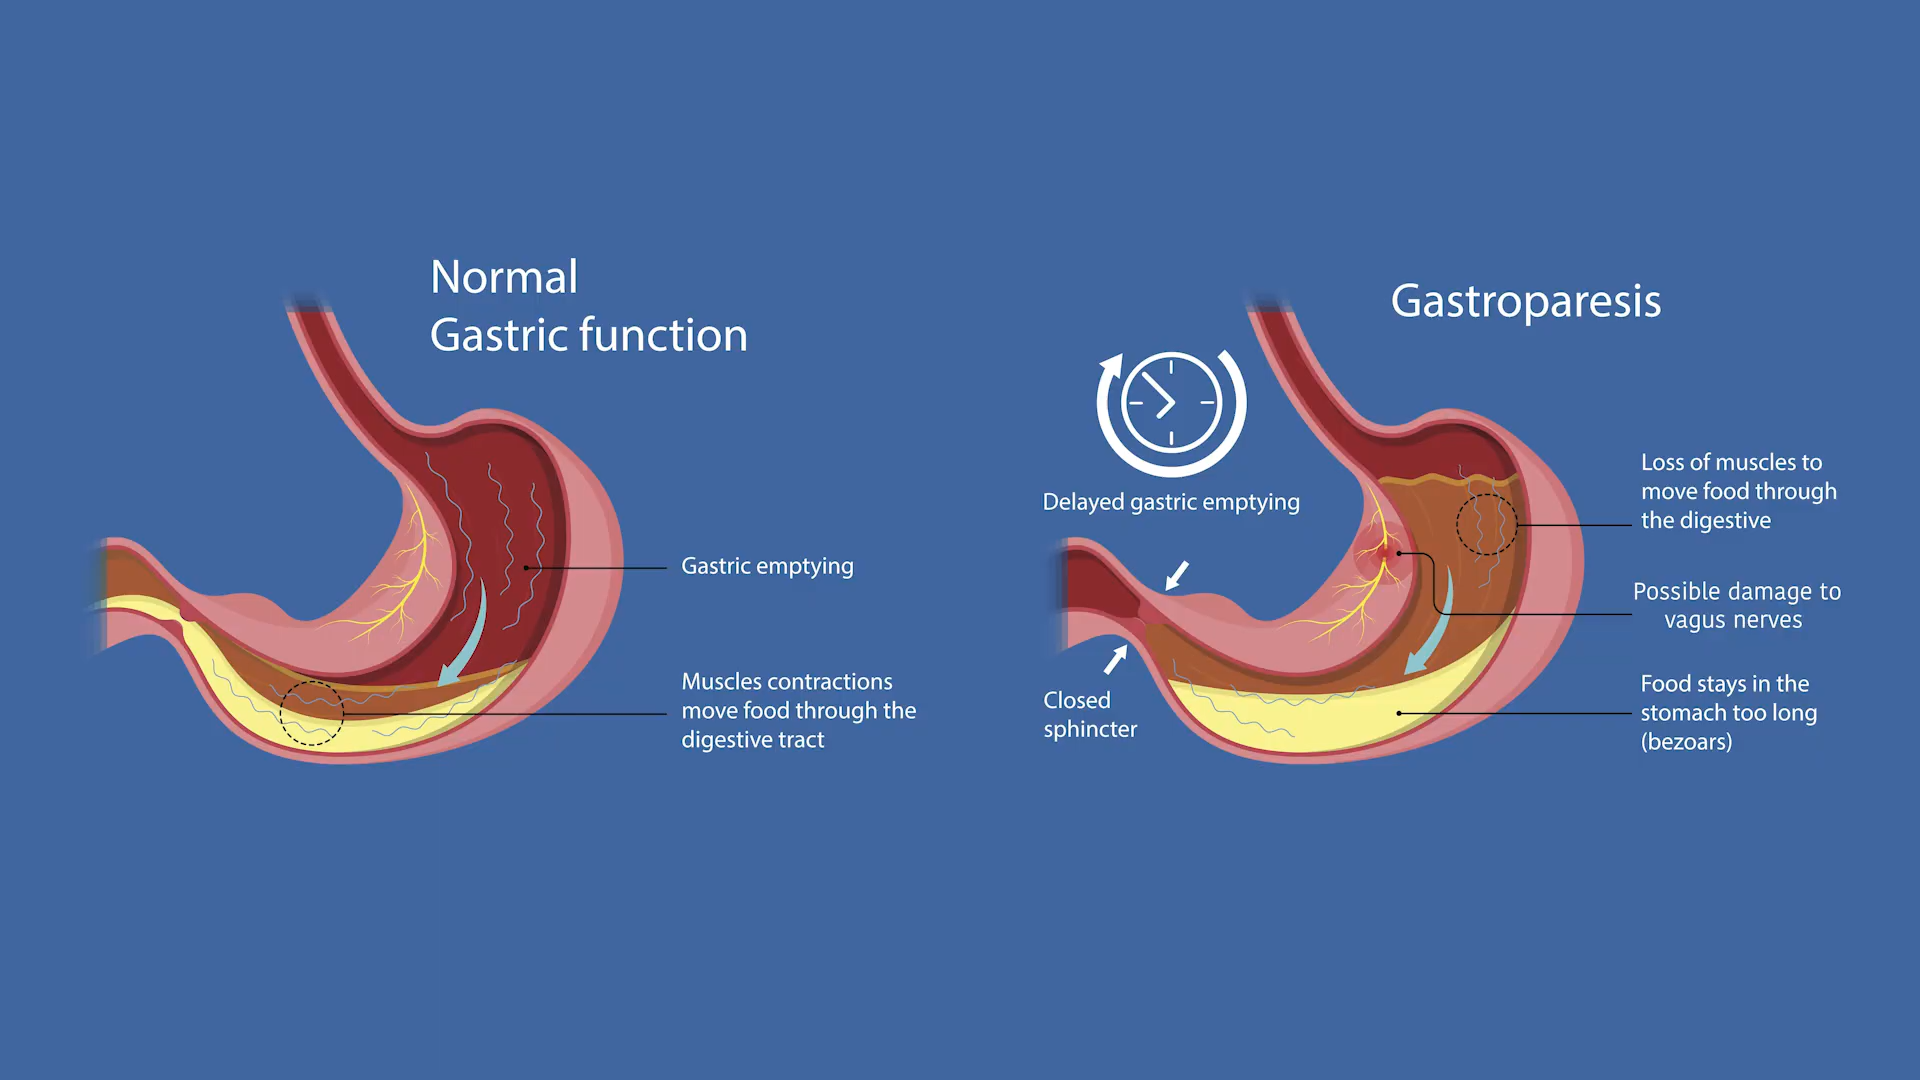 Normal
Gastric function
Gastric emptying
Muscles contractions
move food through the
digestive tract
Gastroparesis
Delayed gastric emptying
Closed
sphincter
Loss of muscles to
move food through
the digestive
Possible damage to
vagus nerves
Food stays in the
stomach too long
(bezoars)